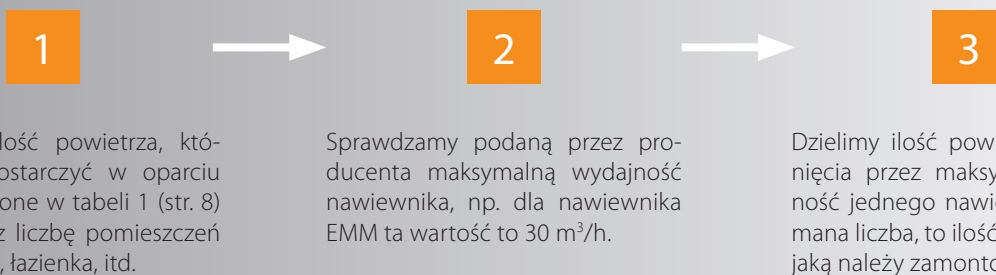 1
2
3
ilość powietrza, któ-
dostarczyć w oparciu
one w tabeli 1 (str. 8)
z liczbę pomieszczeń
, łazienka, itd.
Sprawdzamy podaną przez pro-
ducenta maksymalną wydajność
nawiewnika, np. dla nawiewnika
EMM ta wartość to 30 m³/h.
Dzielimy ilość pow
nięcia przez maksy
ność jednego nawie
mana liczba, to ilość
jaką należy zamonto